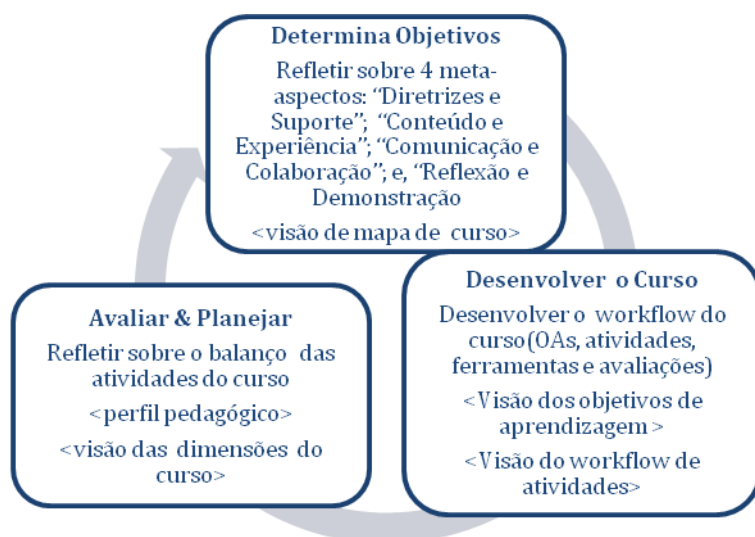 Determina Objetivos
Refletir sobre 4 meta-
aspectos: “Diretrizes e
Suporte”; “Conteúdo e
Experiência”; “Comunicação e
Colaboração”; e, “Reflexão e
Demonstração
<visão de mapa de curso>
Desenvolver o Curso
Desenvolver o workflow do
curso(OAs, atividades,
ferramentas e avaliações)
<Visão dos objetivos de
aprendizagem >
<Visão do workflow de
atividades>
Avaliar & Planejar
Refletir sobre o balanço das
atividades do curso
<perfil pedagógico>
<visão das dimensões do
curso>